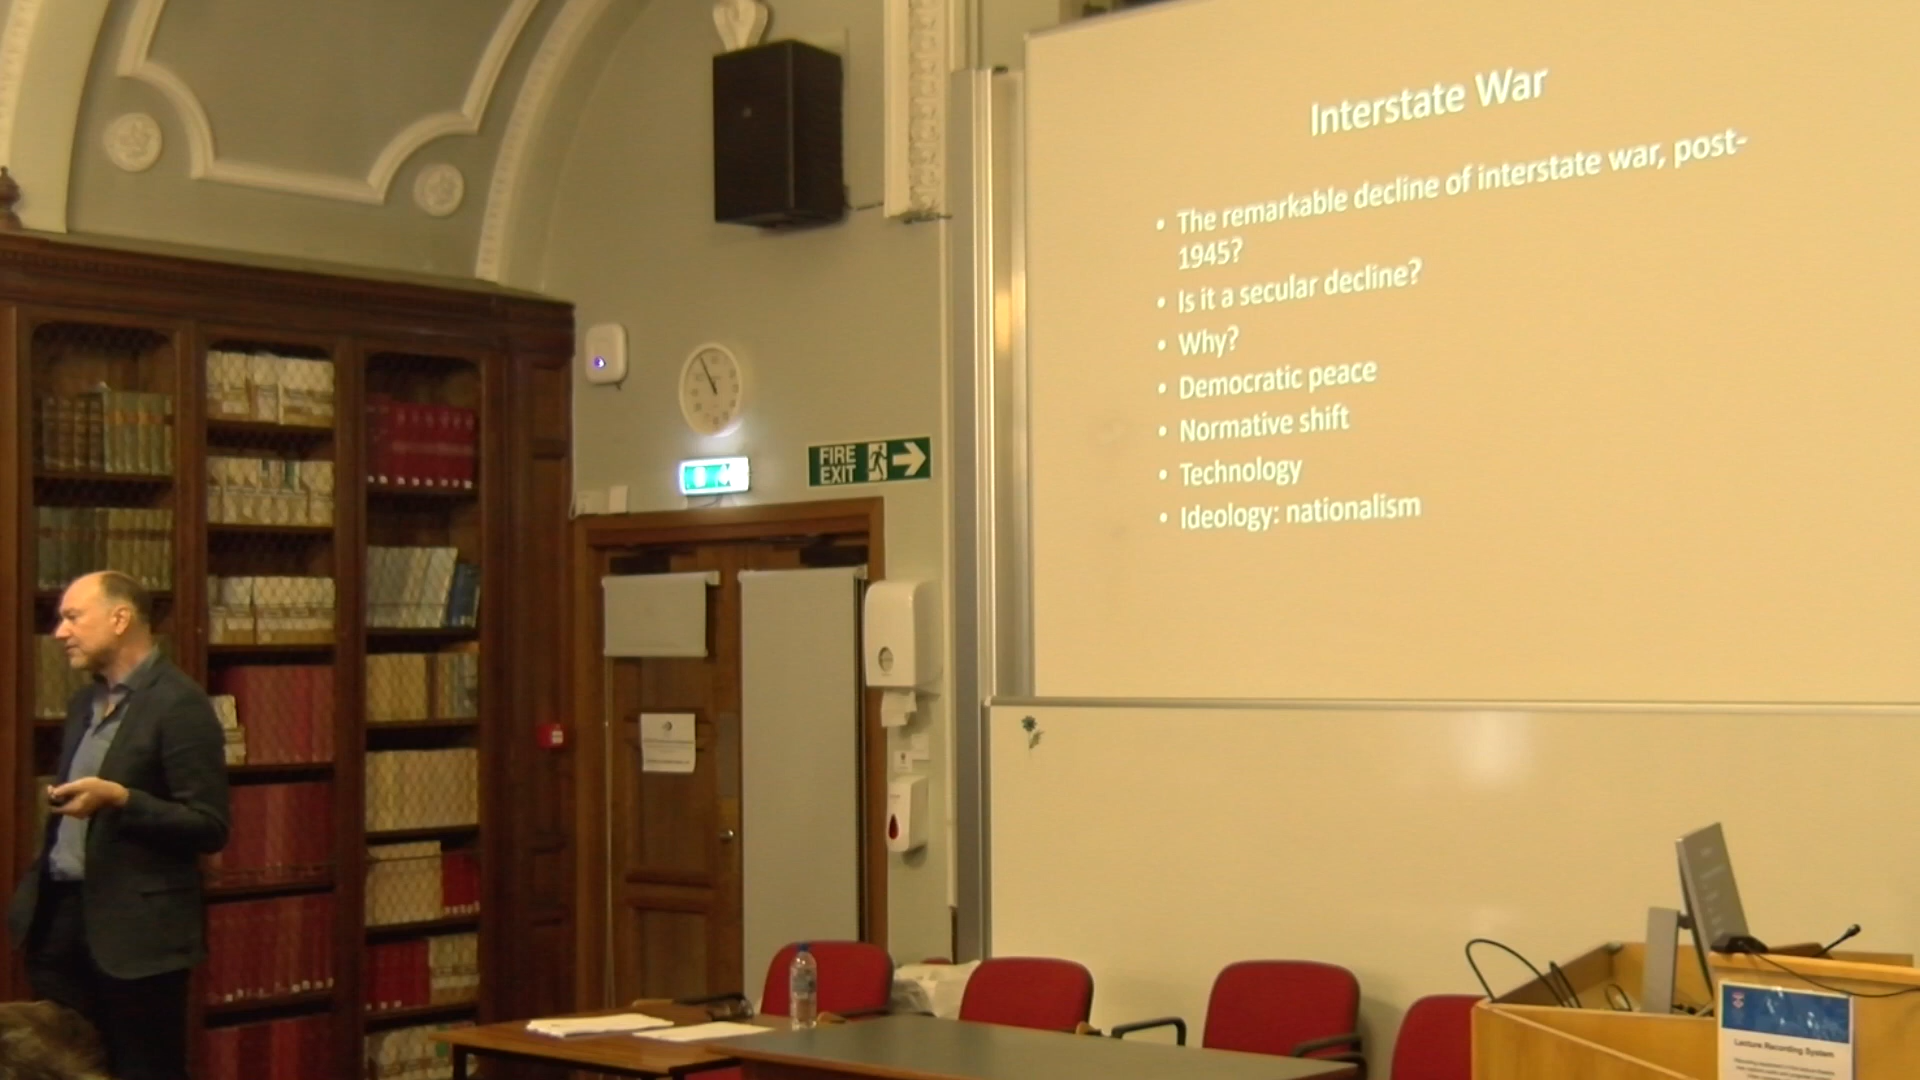 Interstate War
• The remarkable decline of interstate war, post-
1945?
• Is it a secular decline?
• Why?
• Democratic peace
• Normative shift
• Technology
• Ideology: nationalism
FIRE
EXIT
Lecture Recording System